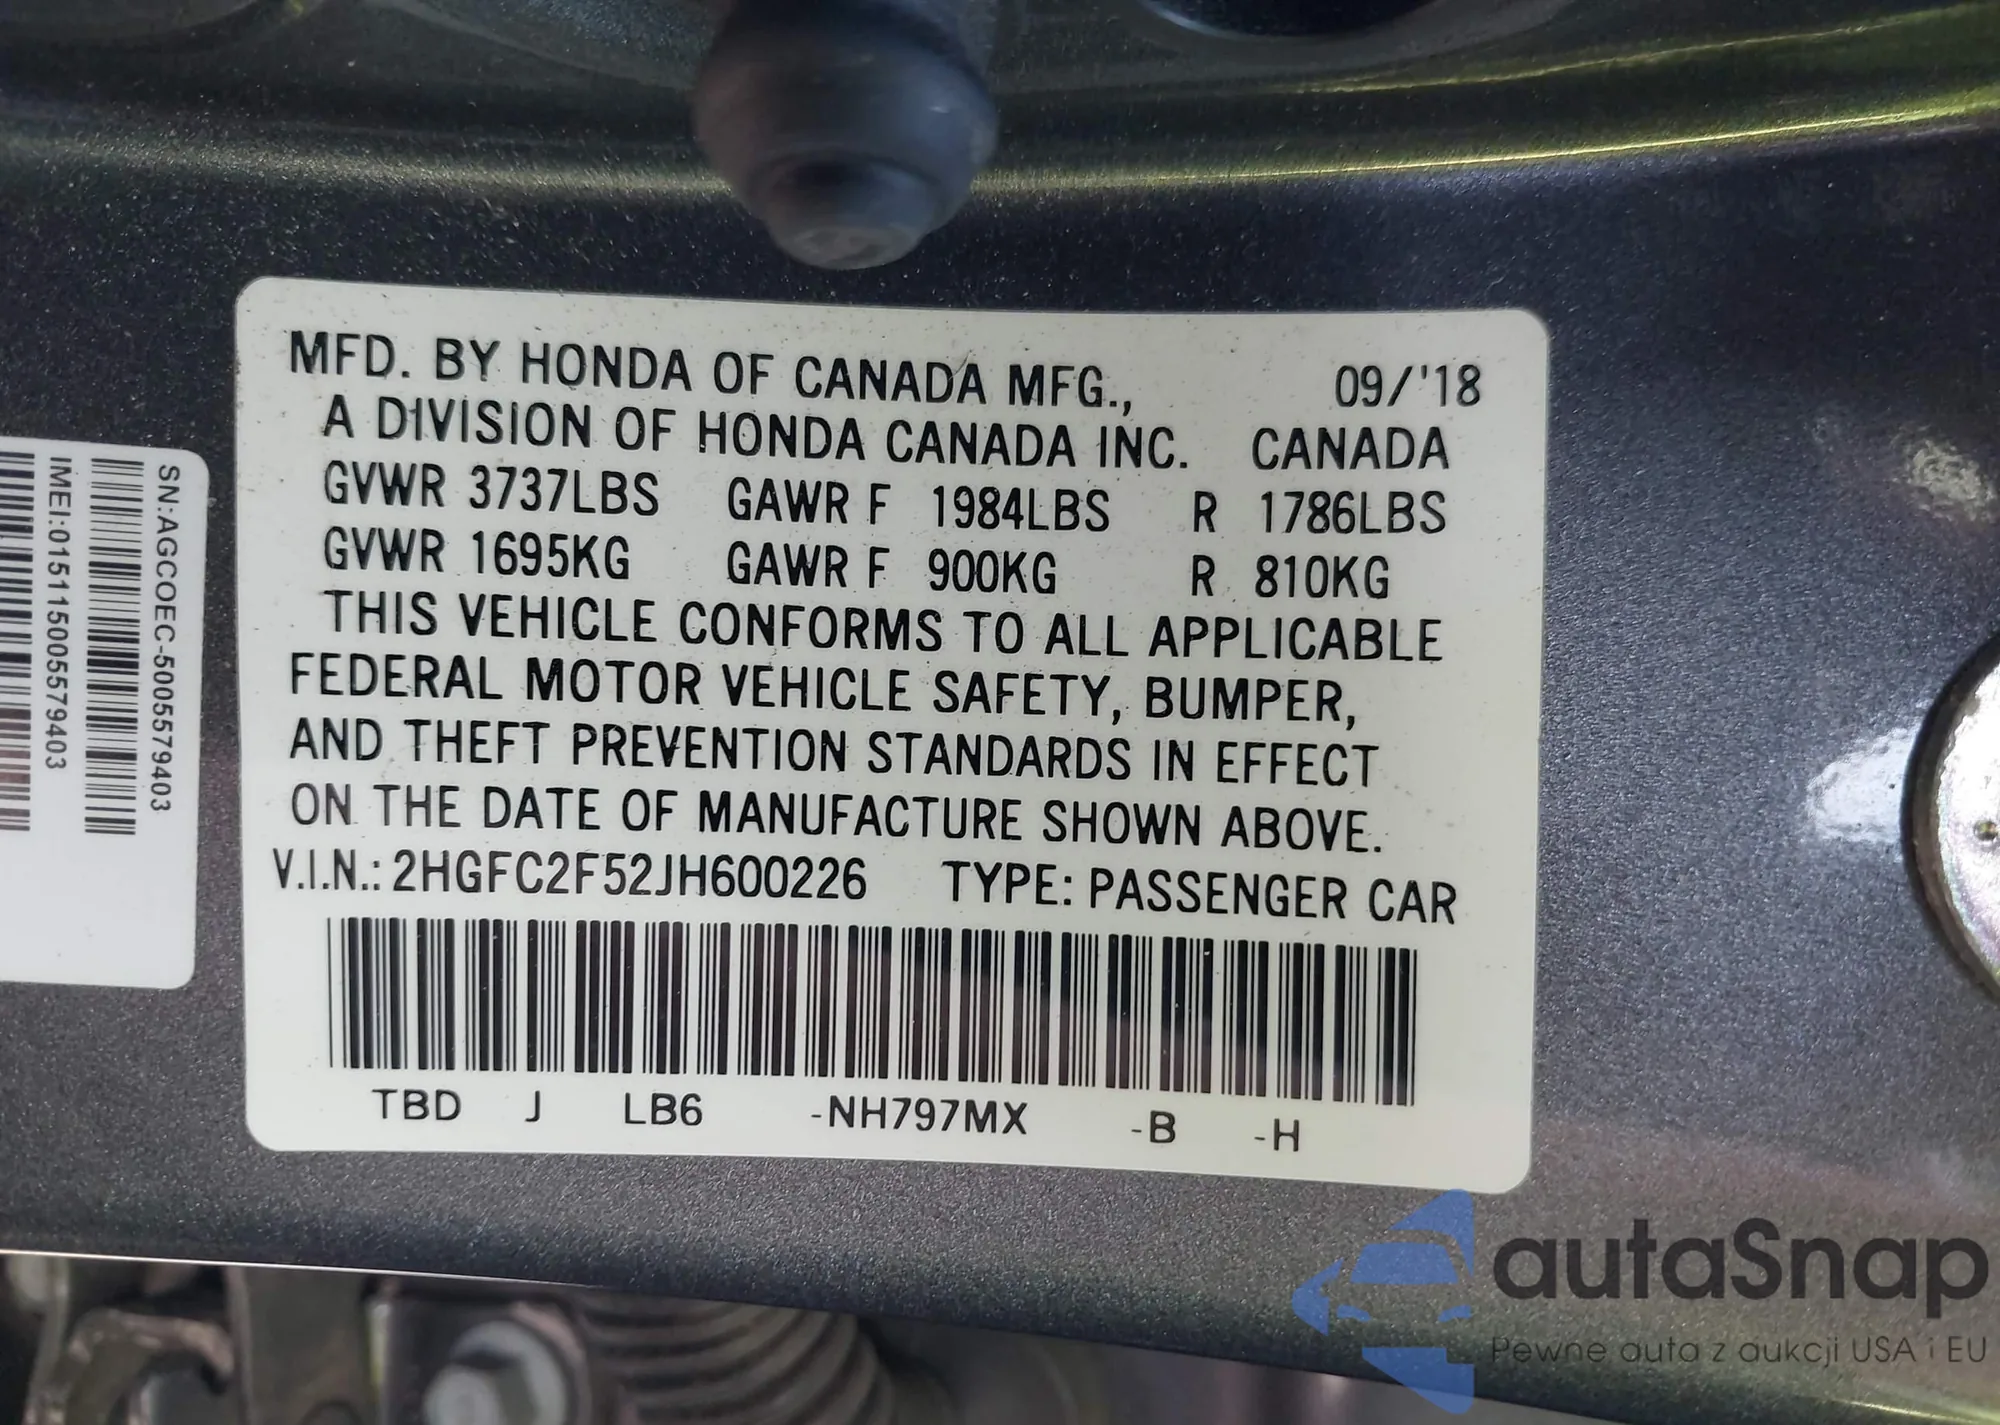 MFD. BY HONDA OF CANADA MFG., 09/'18
A DIVISION OF HONDA CANADA INC. CANADA
GVWR 3737LBS GAWR F 1984LBS R 1786LBS
GVWR 1695KG GAWR F 900KG R 810KG
THIS VEHICLE CONFORMS TO ALL APPLICABLE
FEDERAL MOTOR VEHICLE SAFETY, BUMPER,
AND THEFT PREVENTION STANDARDS IN EFFECT
ON THE DATE OF MANUFACTURE SHOWN ABOVE.
V.I.N.: 2HGFC2F52JH600226 TYPE: PASSENGER CAR
TBD J LB6 -NH797MX -B -H
SN:AGCOEC-5005579403
IMEI:015115005579403
autaSnap
Pewne auta z aukcji USA i EU